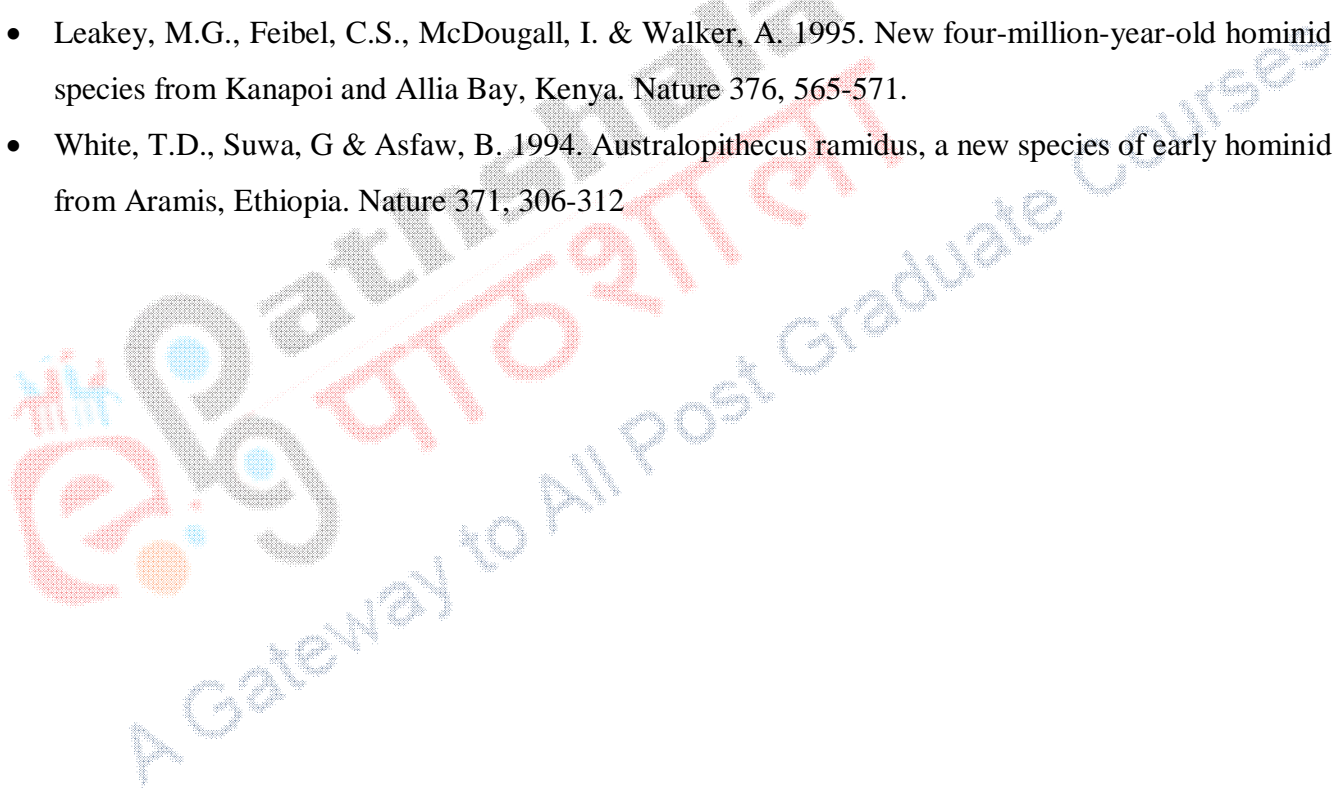 • Leakey, M.G., Feibel, C.S., McDougall, I. & Walker, A. 1995. New four-million-year-old hominid
species from Kanapoi and Allia Bay, Kenya. Nature 376, 565-571.
• White, T.D., Suwa, G & Asfaw, B. 1994. Australopithecus ramidus, a new species of early hominid
from Aramis, Ethiopia. Nature 371, 306-312
Pathshala
पाठशाला
A Gateway to All Post Graduate Courses